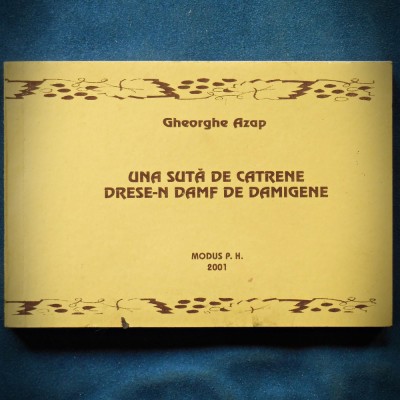 Gheorghe Azap
UNA SUTĂ DE CATRENE
DRESE-N DAMF DE DAMIGENE
MODUS P. H.
2001